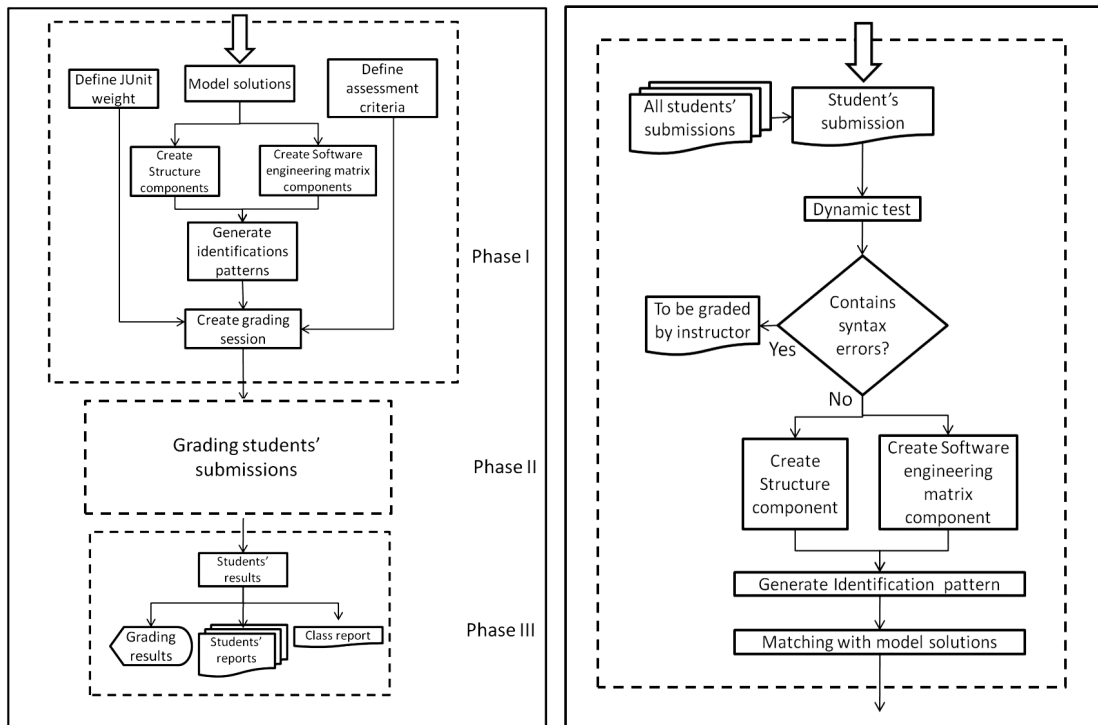 Define JUnit
weight
Model solutions
Define
assessment
criteria
Create
Structure
components
Create Software
engineering matrix
components
Generate
identifications
patterns
Phase I
Create grading
session
Grading students'
submissions
Phase II
Students'
results
Grading
results
Students'
reports
Class report
Phase III
All students'
submissions
Student's
submission
Dynamic test
Contains
syntax
errors?
To be graded
by instructor
Yes
No
Create
Structure
component
Create Software
engineering
matrix
component
Generate Identification pattern
Matching with model solutions